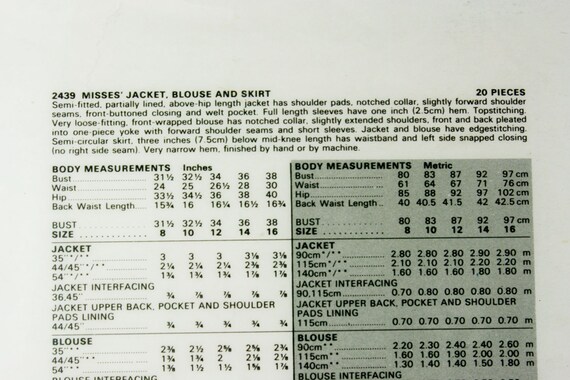 2439 MISSES' JACKET, BLOUSE AND SKIRT 20 PIECES
Semi-fitted, partially lined, above-hip length jacket has shoulder pads, notched collar, slightly forward shoulder
seams, front-buttoned closing and welt pocket. Full length sleeves have one inch (2.5cm) hem. Topstitching.
Very loose-fitting, front-wrapped blouse has notched collar, slightly extended shoulders, front and back pleated
into one-piece yoke with forward shoulder seams and short sleeves. Jacket and blouse have edgestitching.
Semi-circular skirt, three inches (7.5cm) below mid-knee length has waistband and left side snapped closing
(no right side seam). Very narrow hem, finished by hand or by machine.
BODY MEASUREMENTS Inches
Bust 31½ 32½ 34 36 38
Waist 24 25 26½ 28 30
Hip 33½ 34½ 36 38 40
Back Waist Length 15¾ 16 16¼ 16½ 16¾
BUST 31½ 32½ 34 36 38
SIZE 8 10 12 14 16
JACKET
35"*/** 3 3 3 3⅛ 3⅛
44/45"*/** 2¼ 2¼ 2⅜ 2⅜ 2⅜
54"*/** 1¾ 1¾ 1¾ 1⅞ 1⅞
JACKET INTERFACING
36,45" ¾ ⅞ ⅞ ⅞ ⅞
JACKET UPPER BACK, POCKET AND SHOULDER
PADS LINING
44/45" ¾ ¾ ¾ ¾ ¾
BLOUSE
35"** 2⅜ 2½ 2⅝ 2⅝ 2¾
44/45"** 1¾ 1¾ 2 2⅛ 2¼
54"** 1⅜ 1½ 1½ 1⅝ 2
BLOUSE INTERFACING
BODY MEASUREMENTS Metric
Bust 80 83 87 92 97 cm
Waist 61 64 67 71 76 cm
Hip 85 88 92 97 102 cm
Back Waist Length 40 40.5 41.5 42 42.5 cm
BUST 80 83 87 92 97 cm
SIZE 8 10 12 14 16
JACKET
90cm*/** 2.80 2.80 2.80 2.90 2.90 m
115cm*/** 2.10 2.10 2.20 2.20 2.20 m
140cm*/** 1.60 1.60 1.60 1.80 1.80 m
JACKET INTERFACING
90,115cm 0.70 0.80 0.80 0.80 0.80 m
JACKET UPPER BACK, POCKET AND SHOULDER
PADS LINING
115cm 0.70 0.70 0.70 0.70 0.70 m
BLOUSE
90cm** 2.20 2.30 2.40 2.40 2.60 m
115cm** 1.60 1.60 1.90 2.00 2.00 m
140cm** 1.30 1.40 1.40 1.50 1.80 m
BLOUSE INTERFACING